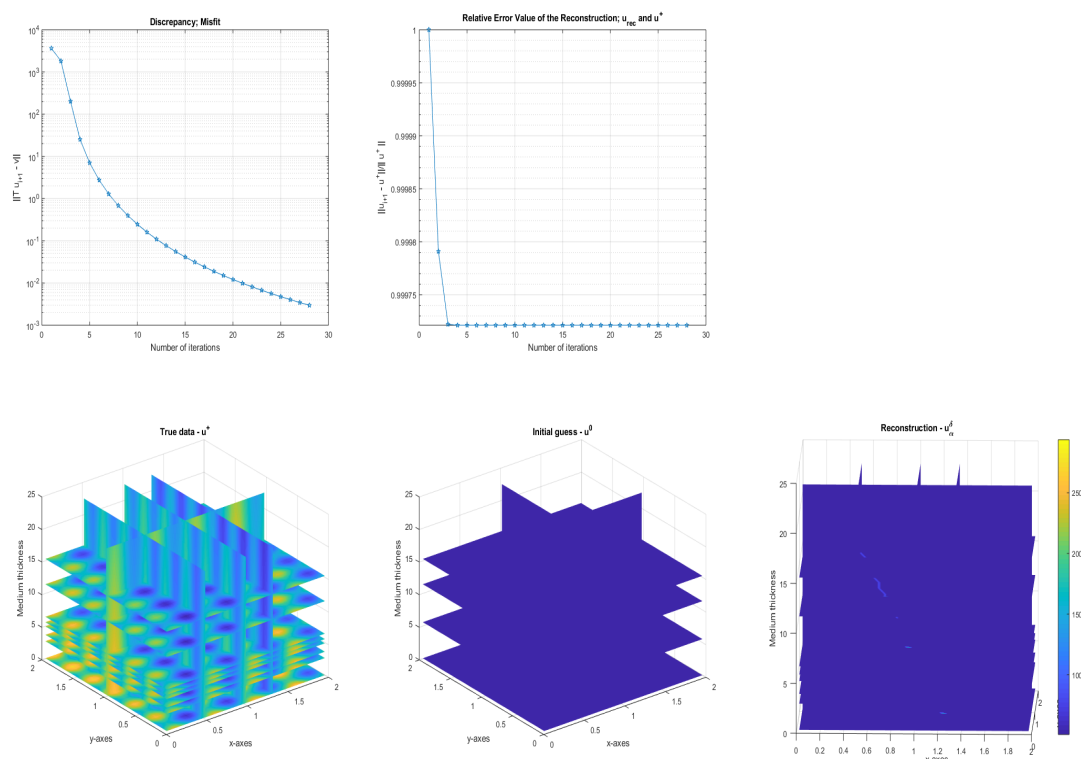 Discrepancy; Misfit
10^4
10^3
10^2
10^1
10^0
10^-1
10^-2
10^-3
0 5 10 15 20 25 30
||T u_{i+1} - v||
Number of iterations
Relative Error Value of the Reconstruction; u_rec and u^+
1
0.99995
0.9999
0.99985
0.9998
0.99975
0 5 10 15 20 25 30
||u_{i+1} - u^+||/|| u^+ ||
Number of iterations
True data - u^+
25
20
15
10
5
0
Medium thickness
2
1.5
1
0.5
0
y-axes
0
0.5
1
1.5
2
x-axes
Initial guess - u^0
25
20
15
10
5
0
Medium thickness
2
1.5
1
0.5
0
y-axes
0
0.5
1
1.5
2
x-axes
Reconstruction - u_α^δ
25
20
15
10
5
0
Medium thickness
0 0.2 0.4 0.6 0.8 1 1.2 1.4 1.6 1.8 2
2
1
0